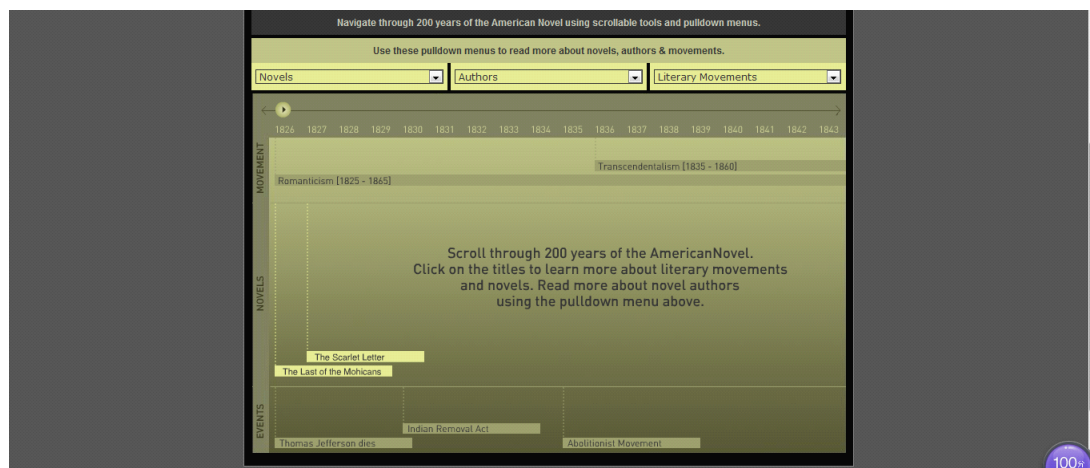 Navigate through 200 years of the American Novel using scrollable tools and pulldown menus.
Use these pulldown menus to read more about novels, authors & movements.
Novels Authors Literary Movements
1826 1827 1828 1829 1830 1831 1832 1833 1834 1835 1836 1837 1838 1839 1840 1841 1842 1843
MOVEMENT
Transcendentalism [1835 - 1860]
Romanticism [1825 - 1865]
NOVELS
Scroll through 200 years of the AmericanNovel.
Click on the titles to learn more about literary movements
and novels. Read more about novel authors
using the pulldown menu above.
The Scarlet Letter
The Last of the Mohicans
EVENTS
Indian Removal Act
Thomas Jefferson dies
Abolitionist Movement
100